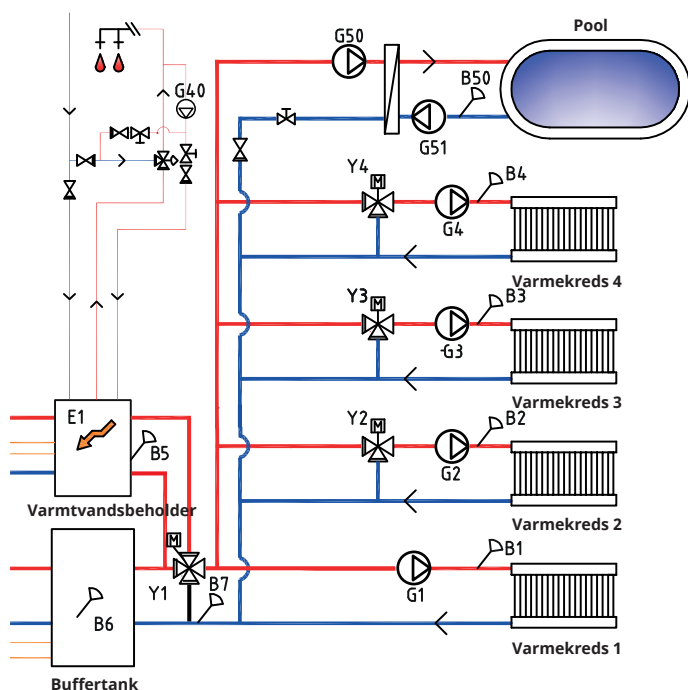 Pool
G50
B50
G40
G51
Y4
B4
G4
Varmekreds 4
Y3
B3
G3
Varmekreds 3
E1
Y2
B2
B5
G2
Varmtvandsbeholder
Varmekreds 2
M
M
M
M
B1
Y1
B7
G1
B6
Varmekreds 1
Buffertank